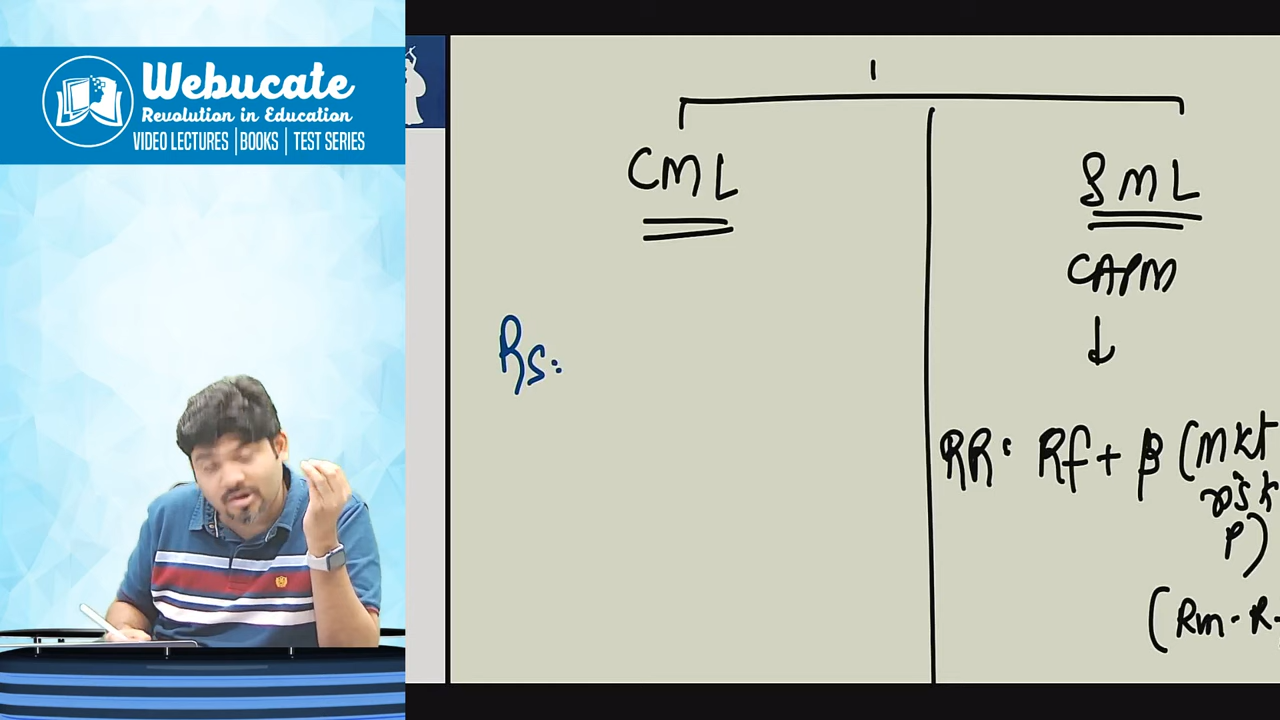 Webucate
Revolution in Education
VIDEO LECTURES | BOOKS | TEST SERIES
CML
SML
CAPM
Rs:
RR: Rf + β (mkt
risk
P)
(Rm - R